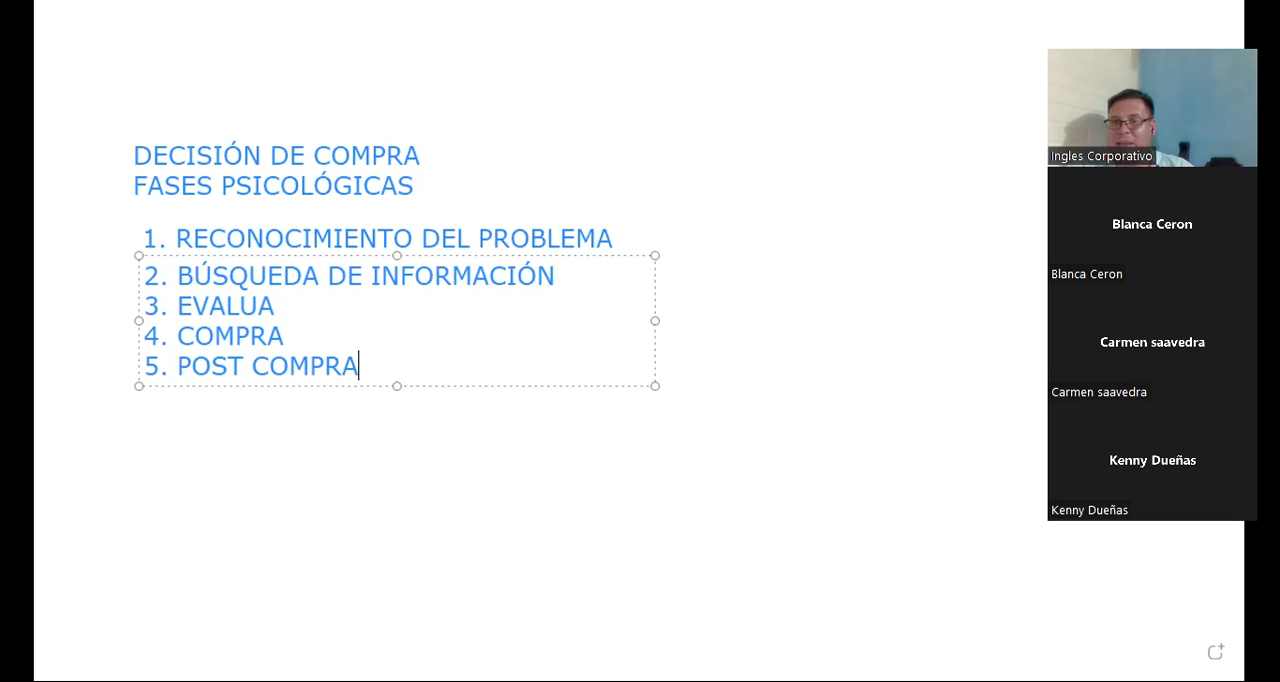 DECISIÓN DE COMPRA
FASES PSICOLÓGICAS
1. RECONOCIMIENTO DEL PROBLEMA
2. BÚSQUEDA DE INFORMACIÓN
3. EVALUA
4. COMPRA
5. POST COMPRA
Ingles Corporativo
Blanca Ceron
Blanca Ceron
Carmen saavedra
Carmen saavedra
Kenny Dueñas
Kenny Dueñas